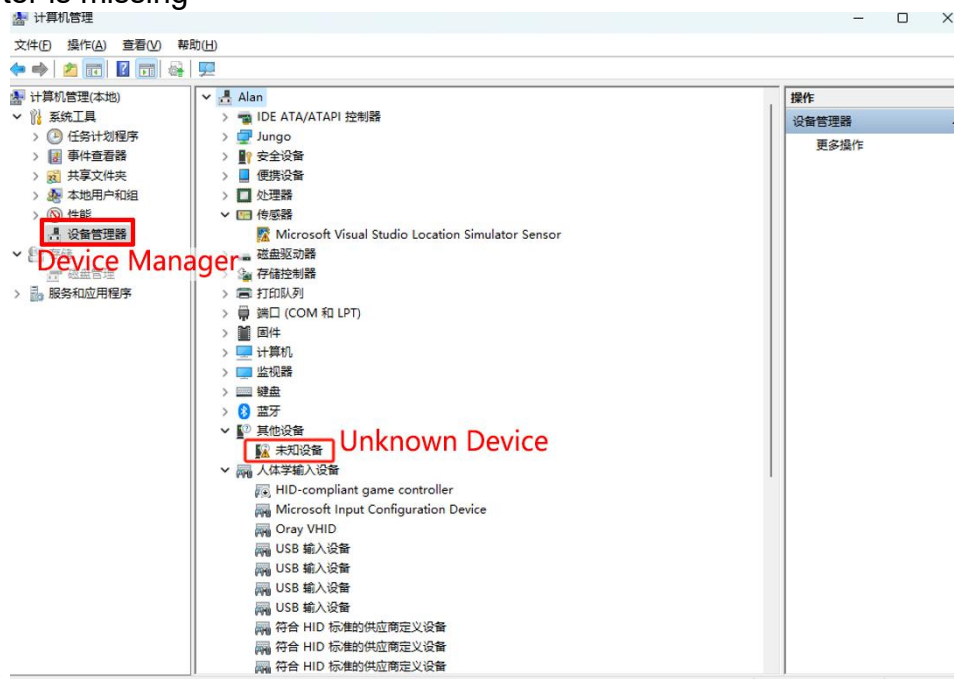 ter is missing
计算机管理
文件(F) 操作(A) 查看(V) 帮助(H)
计算机管理(本地)
系统工具
任务计划程序
事件查看器
共享文件夹
本地用户和组
性能
设备管理器
Device Manager
磁盘管理
服务和应用程序
Alan
IDE ATA/ATAPI 控制器
Jungo
安全设备
便携设备
处理器
传感器
Microsoft Visual Studio Location Simulator Sensor
磁盘驱动器
存储控制器
打印队列
端口 (COM 和 LPT)
固件
计算机
监视器
键盘
蓝牙
其他设备
未知设备
Unknown Device
人体学输入设备
HID-compliant game controller
Microsoft Input Configuration Device
Oray VHID
USB 输入设备
USB 输入设备
USB 输入设备
USB 输入设备
符合 HID 标准的供应商定义设备
符合 HID 标准的供应商定义设备
符合 HID 标准的供应商定义设备
操作
设备管理器
更多操作